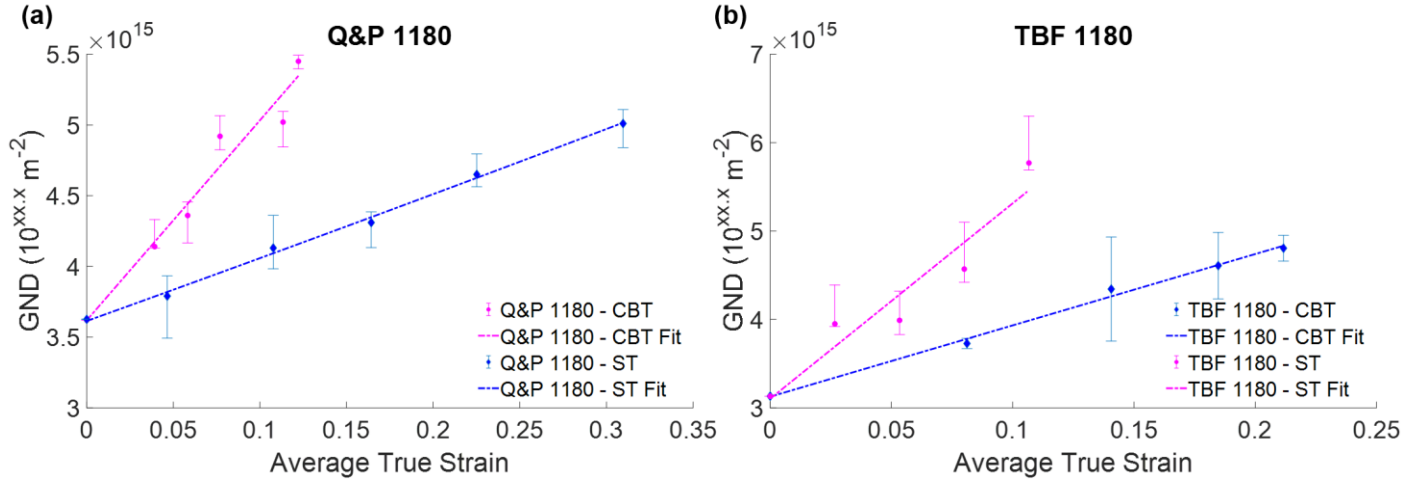 (a)
×10^15
Q&P 1180
5.5
5
4.5
4
3.5
3
GND (10^xx.x m^-2)
Q&P 1180 - CBT
Q&P 1180 - CBT Fit
Q&P 1180 - ST
Q&P 1180 - ST Fit
0 0.05 0.1 0.15 0.2 0.25 0.3 0.35
Average True Strain
(b)
×10^15
TBF 1180
7
6
5
4
3
GND (10^xx.x m^-2)
TBF 1180 - CBT
TBF 1180 - CBT Fit
TBF 1180 - ST
TBF 1180 - ST Fit
0 0.05 0.1 0.15 0.2 0.25
Average True Strain